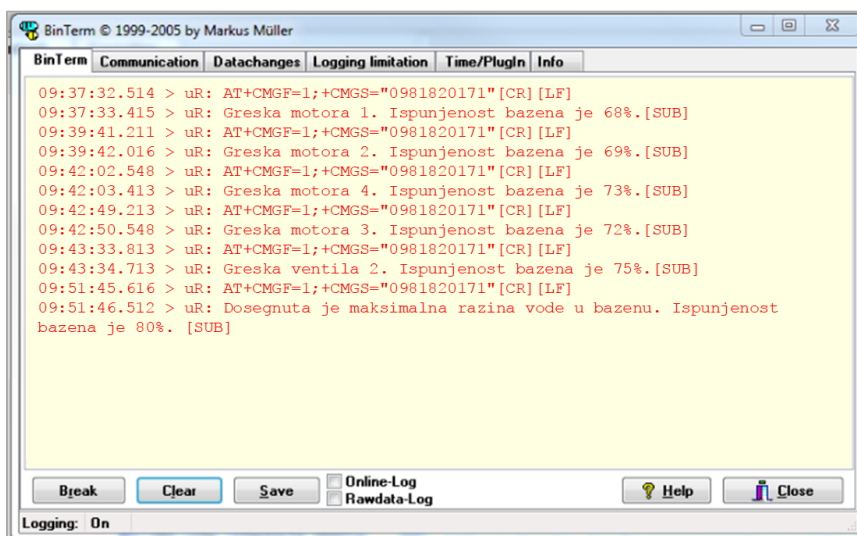 BinTerm © 1999-2005 by Markus Müller
BinTerm Communication Datachanges Logging limitation Time/PlugIn Info
09:37:32.514 > uR: AT+CMGF=1;+CMGS="0981820171"[CR][LF]
09:37:33.415 > uR: Greska motora 1. Ispunjenost bazena je 68%.[SUB]
09:39:41.211 > uR: AT+CMGF=1;+CMGS="0981820171"[CR][LF]
09:39:42.016 > uR: Greska motora 2. Ispunjenost bazena je 69%.[SUB]
09:42:02.548 > uR: AT+CMGF=1;+CMGS="0981820171"[CR][LF]
09:42:03.413 > uR: Greska motora 4. Ispunjenost bazena je 73%.[SUB]
09:42:49.213 > uR: AT+CMGF=1;+CMGS="0981820171"[CR][LF]
09:42:50.548 > uR: Greska motora 3. Ispunjenost bazena je 72%.[SUB]
09:43:33.813 > uR: AT+CMGF=1;+CMGS="0981820171"[CR][LF]
09:43:34.713 > uR: Greska ventila 2. Ispunjenost bazena je 75%.[SUB]
09:51:45.616 > uR: AT+CMGF=1;+CMGS="0981820171"[CR][LF]
09:51:46.512 > uR: Dosegnuta je maksimalna razina vode u bazenu. Ispunjenost
bazena je 80%. [SUB]
Break Clear Save Online-Log Help Close
Rawdata-Log
Logging: On